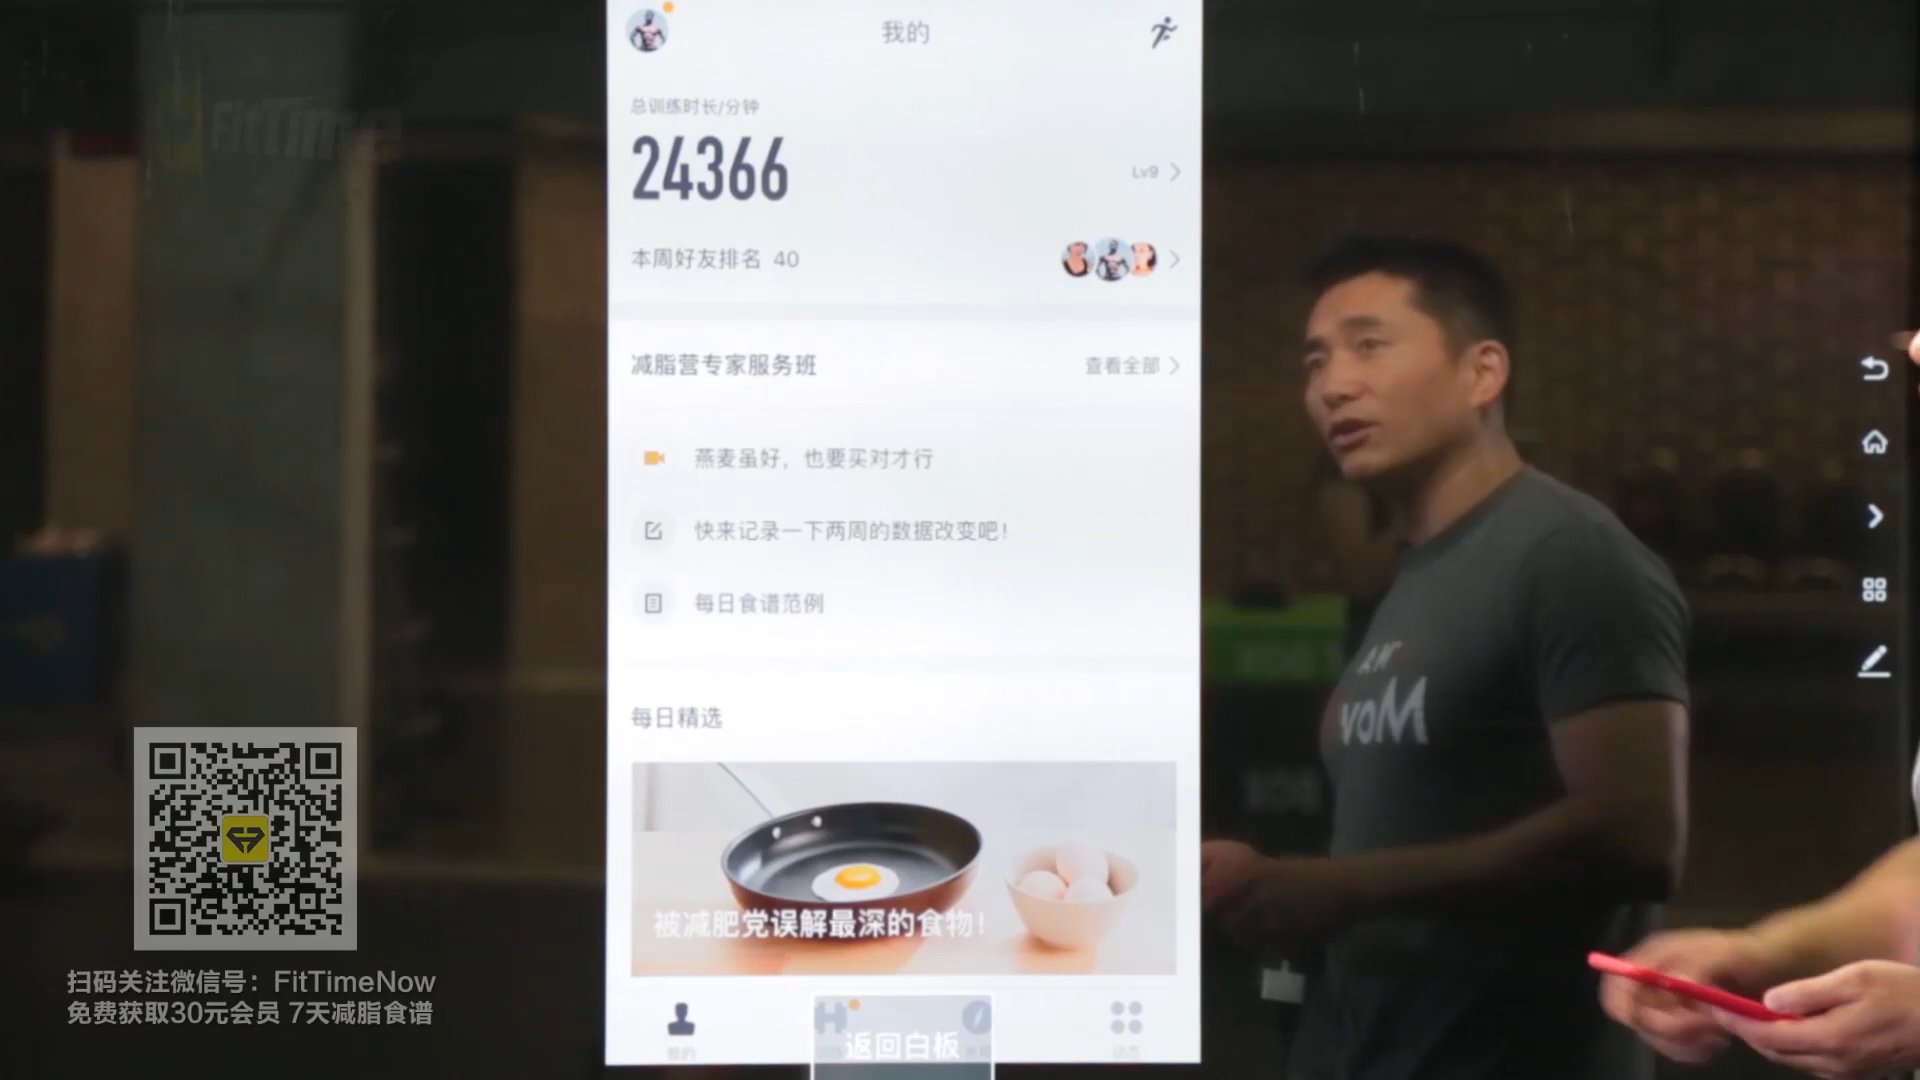 我的
FitTime
总训练时长/分钟
24366
Lv9
本周好友排名 40
减脂营专家服务班
查看全部
燕麦虽好，也要买对才行
快来记录一下两周的数据改变吧！
每日食谱范例
每日精选
被减肥党误解最深的食物！
我的
返回白板
动态
扫码关注微信号：FitTimeNow
免费获取30元会员 7天减脂食谱